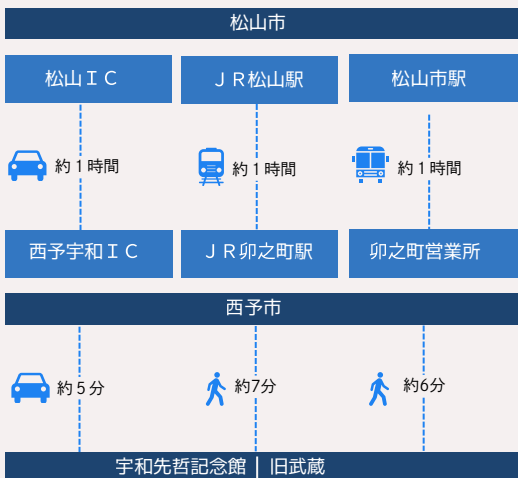 松山市
松山ＩＣ
ＪＲ松山駅
松山市駅
約１時間
約１時間
約１時間
西予宇和ＩＣ
ＪＲ卯之町駅
卯之町営業所
西予市
約５分
約7分
約6分
宇和先哲記念館 | 旧武蔵